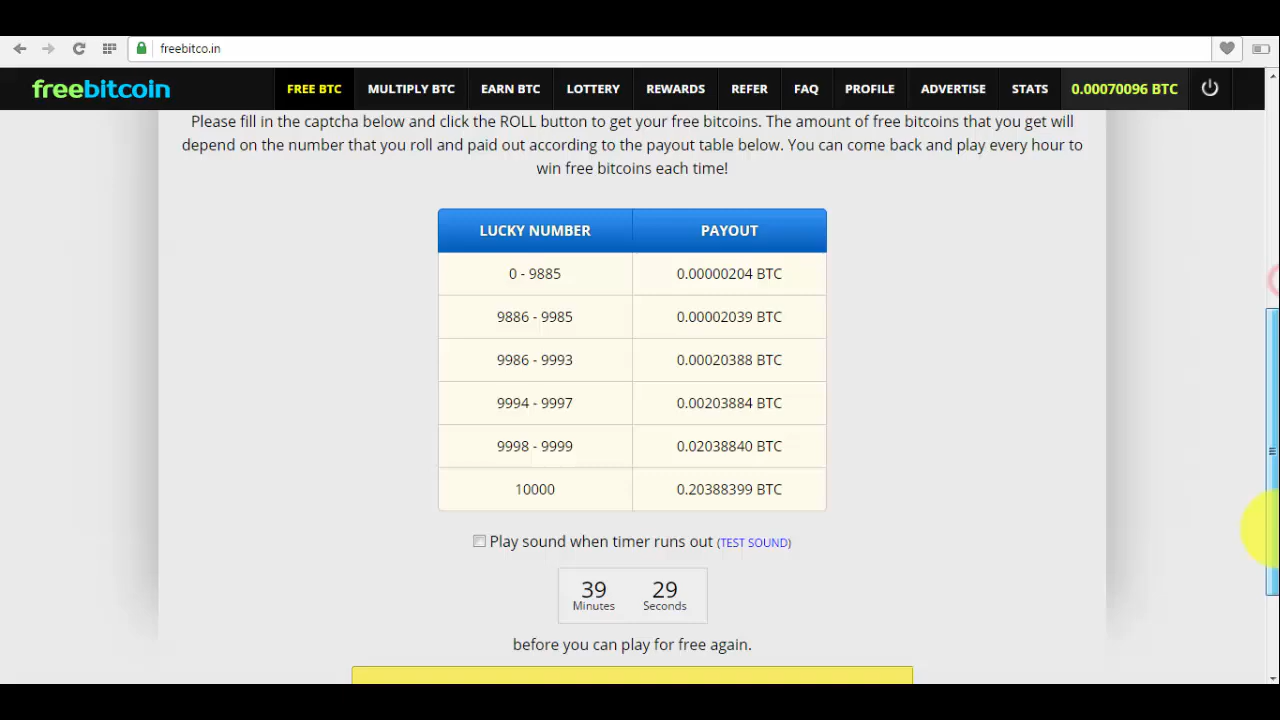 freebitco.in
freebitcoin FREE BTC MULTIPLY BTC EARN BTC LOTTERY REWARDS REFER FAQ PROFILE ADVERTISE STATS 0.00070096 BTC
Please fill in the captcha below and click the ROLL button to get your free bitcoins. The amount of free bitcoins that you get will
depend on the number that you roll and paid out according to the payout table below. You can come back and play every hour to
win free bitcoins each time!
LUCKY NUMBER PAYOUT
0 - 9885 0.00000204 BTC
9886 - 9985 0.00002039 BTC
9986 - 9993 0.00020388 BTC
9994 - 9997 0.00203884 BTC
9998 - 9999 0.02038840 BTC
10000 0.20388399 BTC
Play sound when timer runs out (TEST SOUND)
39 29
Minutes Seconds
before you can play for free again.